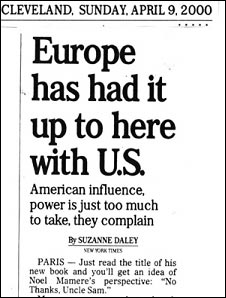 CLEVELAND, SUNDAY, APRIL 9, 2000
Europe
has had it
up to here
with U.S.
American influence,
power is just too much
to take, they complain
By SUZANNE DALEY
NEW YORK TIMES
PARIS — Just read the title of his
new book and you'll get an idea of
Noel Mamere's perspective: "No
Thanks, Uncle Sam."